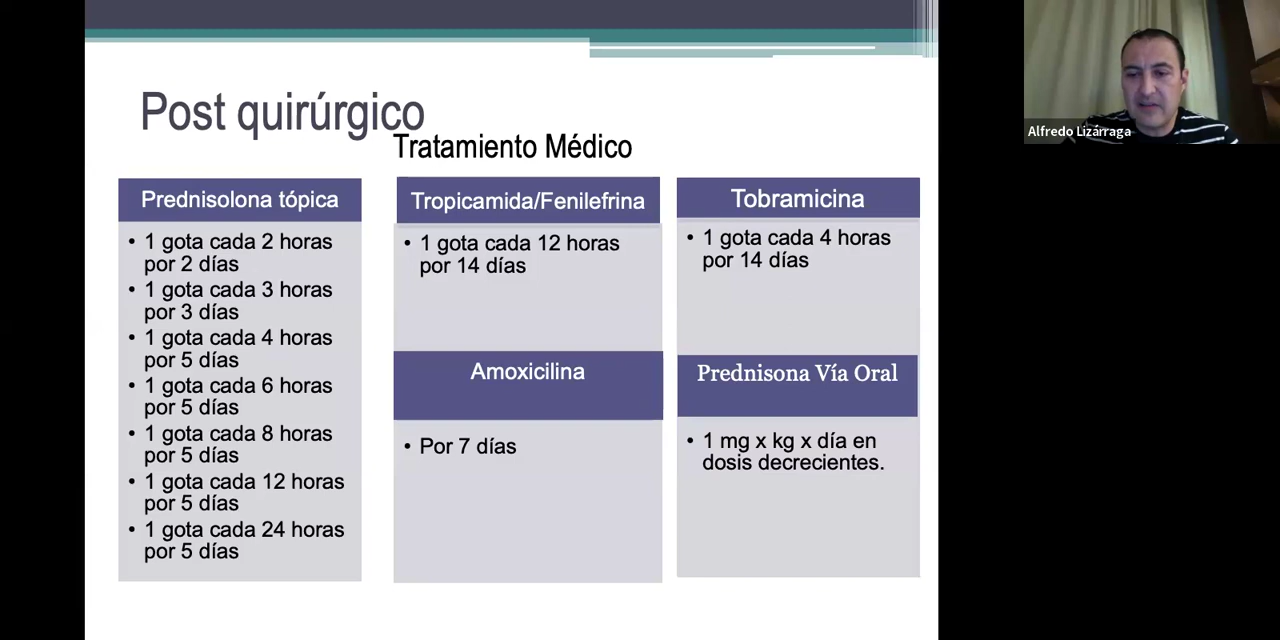 Post quirúrgico
Tratamiento Médico
Prednisolona tópica
• 1 gota cada 2 horas
por 2 días
• 1 gota cada 3 horas
por 3 días
• 1 gota cada 4 horas
por 5 días
• 1 gota cada 6 horas
por 5 días
• 1 gota cada 8 horas
por 5 días
• 1 gota cada 12 horas
por 5 días
• 1 gota cada 24 horas
por 5 días
Tropicamida/Fenilefrina
• 1 gota cada 12 horas
por 14 días
Tobramicina
• 1 gota cada 4 horas
por 14 días
Amoxicilina
• Por 7 días
Prednisona Vía Oral
• 1 mg x kg x día en
dosis decrecientes.
Alfredo Lizárraga